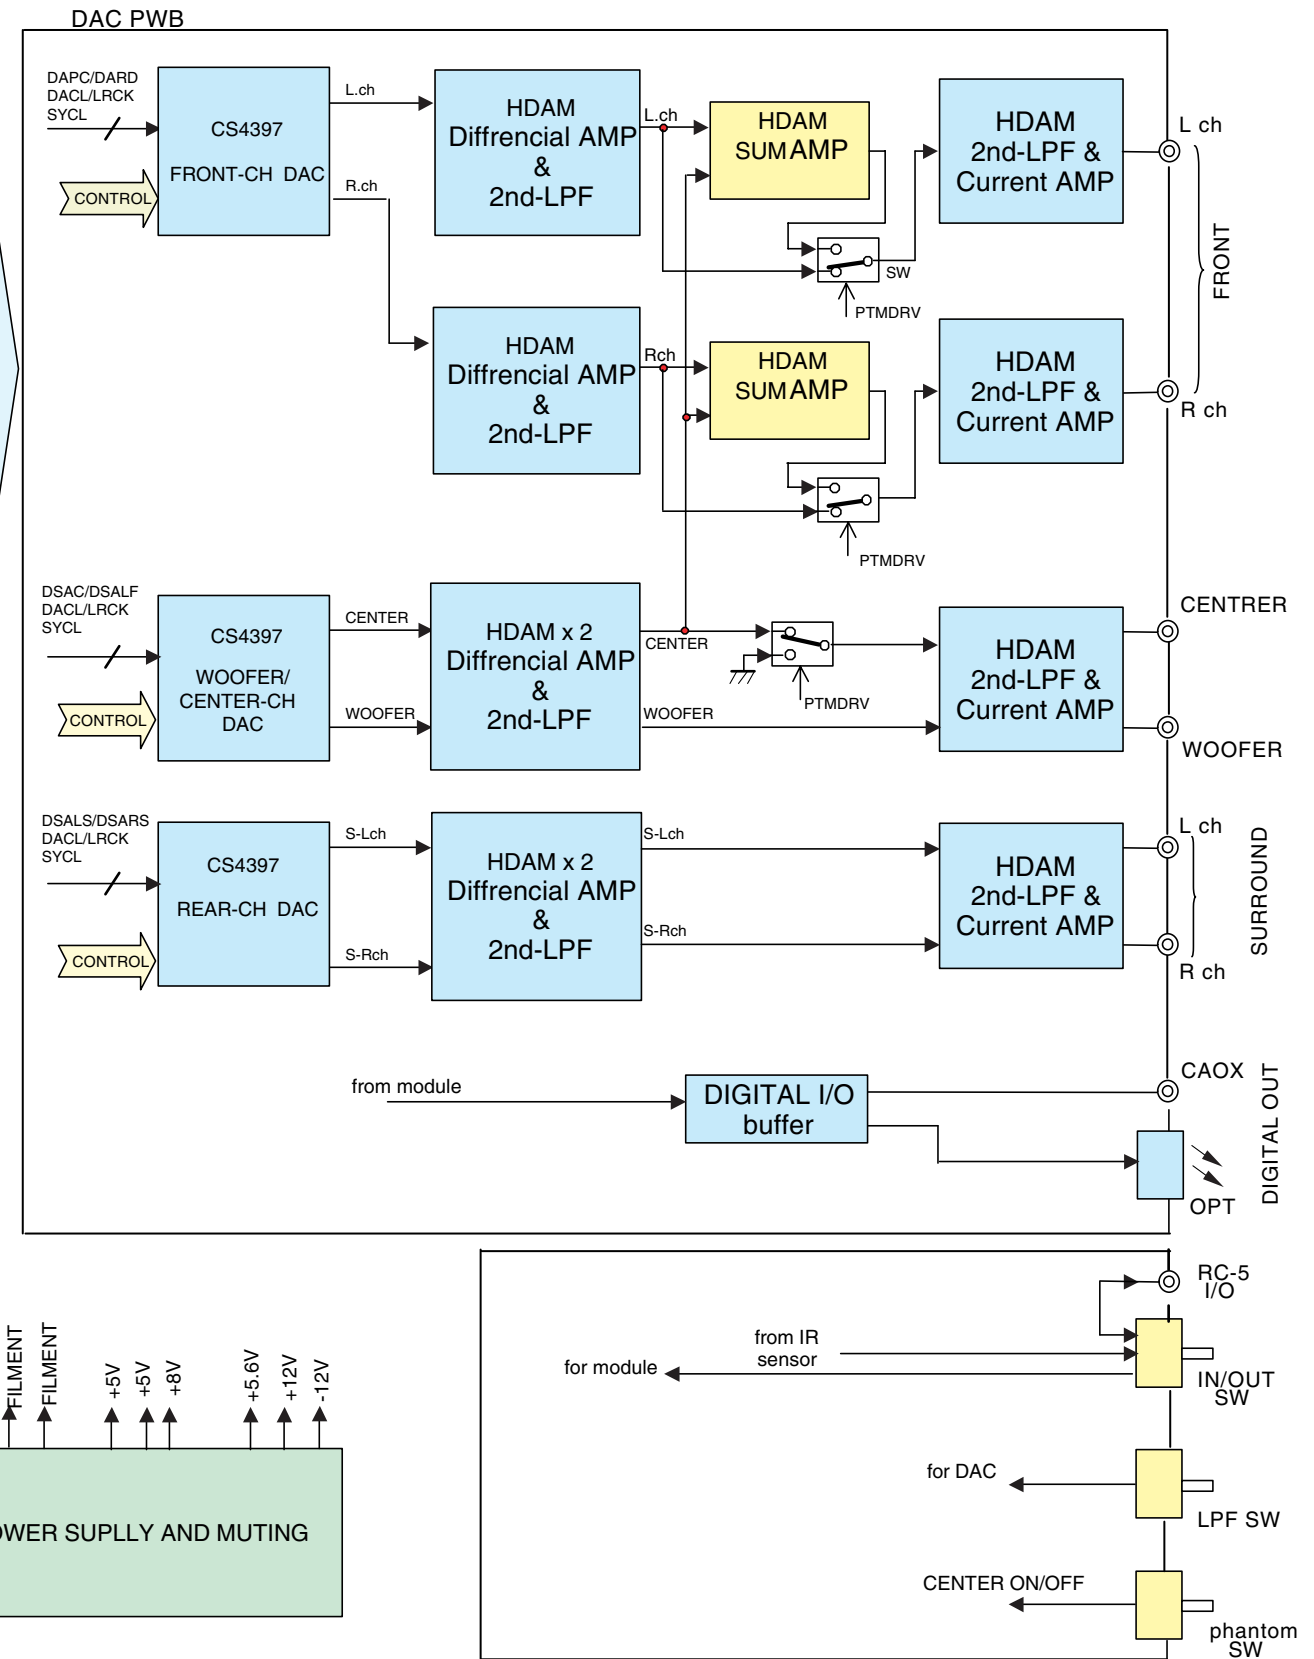 DAC PWB
DAPC/DARD
DACL/LRCK
SYCL
CONTROL
CS4397
FRONT-CH DAC
L.ch
R.ch
HDAM
Diffrencial AMP
&
2nd-LPF
L.ch
HDAM
SUM AMP
SW
PTMDRV
HDAM
2nd-LPF &
Current AMP
L ch
FRONT
HDAM
Diffrencial AMP
&
2nd-LPF
Rch
HDAM
SUM AMP
PTMDRV
HDAM
2nd-LPF &
Current AMP
R ch
DSAC/DSALF
DACL/LRCK
SYCL
CONTROL
CS4397
WOOFER/
CENTER-CH
DAC
CENTER
WOOFER
HDAM x 2
Diffrencial AMP
&
2nd-LPF
CENTER
WOOFER
PTMDRV
HDAM
2nd-LPF &
Current AMP
CENTRER
WOOFER
DSALS/DSARS
DACL/LRCK
SYCL
CONTROL
CS4397
REAR-CH DAC
S-Lch
S-Rch
HDAM x 2
Diffrencial AMP
&
2nd-LPF
S-Lch
S-Rch
HDAM
2nd-LPF &
Current AMP
L ch
R ch
SURROUND
from module
DIGITAL I/O
buffer
CAOX
OPT
DIGITAL OUT
RC-5
I/O
from IR
sensor
for module
IN/OUT
SW
for DAC
LPF SW
CENTER ON/OFF
phantom
SW
FILMENT
FILMENT
+5V
+5V
+8V
+5.6V
+12V
-12V
OWER SUPLLY AND MUTING